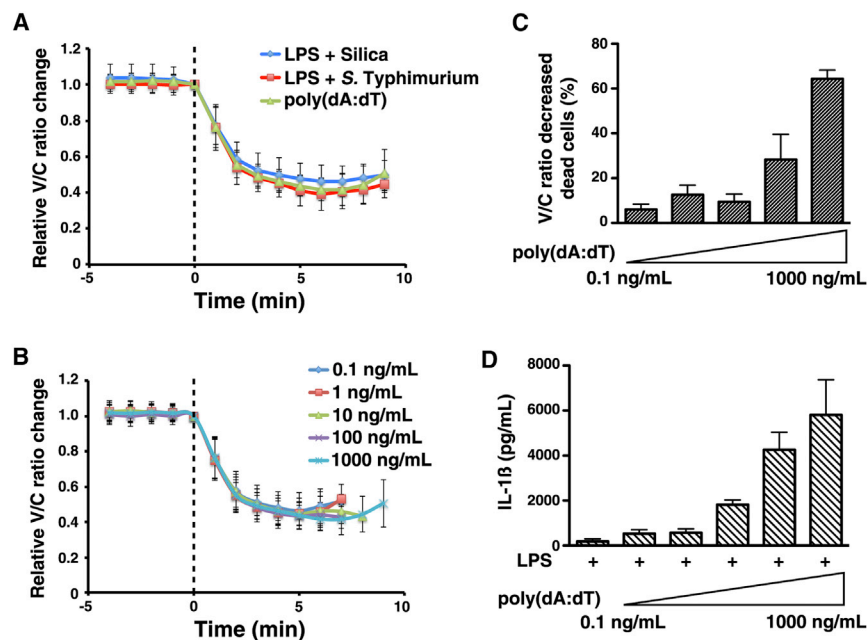 A
Relative V/C ratio change
1.2
1.0
0.8
0.6
0.4
0.2
0
-5
0
5
10
Time (min)
LPS + Silica
LPS + S. Typhimurium
poly(dA:dT)
C
V/C ratio decreased
dead cells (%)
80
60
40
20
0
poly(dA:dT)
0.1 ng/mL
1000 ng/mL
B
Relative V/C ratio change
1.2
1.0
0.8
0.6
0.4
0.2
0
-5
0
5
10
Time (min)
0.1 ng/mL
1 ng/mL
10 ng/mL
100 ng/mL
1000 ng/mL
D
IL-1ß (pg/mL)
8000
6000
4000
2000
0
LPS + + + + + +
poly(dA:dT)
0.1 ng/mL
1000 ng/mL